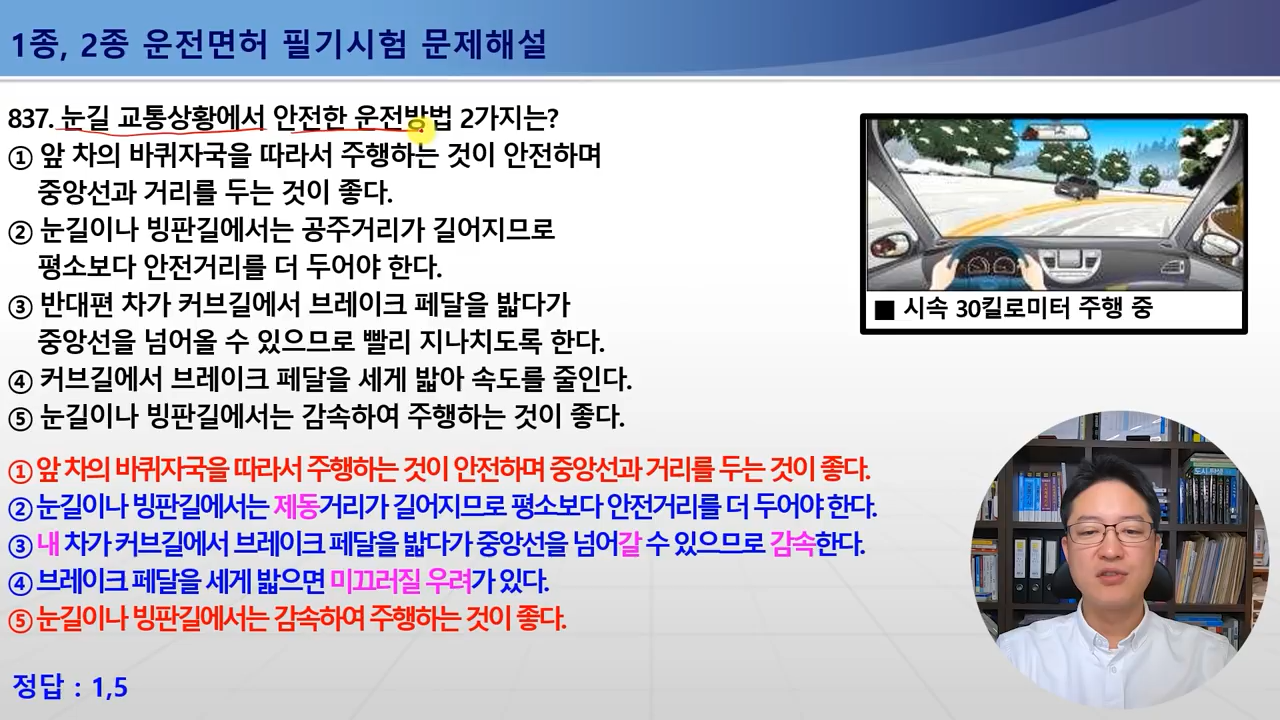 1종, 2종 운전면허 필기시험 문제해설
837. 눈길 교통상황에서 안전한 운전방법 2가지는?
① 앞 차의 바퀴자국을 따라서 주행하는 것이 안전하며
중앙선과 거리를 두는 것이 좋다.
② 눈길이나 빙판길에서는 공주거리가 길어지므로
평소보다 안전거리를 더 두어야 한다.
③ 반대편 차가 커브길에서 브레이크 페달을 밟다가
중앙선을 넘어올 수 있으므로 빨리 지나치도록 한다.
④ 커브길에서 브레이크 페달을 세게 밟아 속도를 줄인다.
⑤ 눈길이나 빙판길에서는 감속하여 주행하는 것이 좋다.
■ 시속 30킬로미터 주행 중
① 앞 차의 바퀴자국을 따라서 주행하는 것이 안전하며 중앙선과 거리를 두는 것이 좋다.
② 눈길이나 빙판길에서는 제동거리가 길어지므로 평소보다 안전거리를 더 두어야 한다.
③ 내 차가 커브길에서 브레이크 페달을 밟다가 중앙선을 넘어갈 수 있으므로 감속한다.
④ 브레이크 페달을 세게 밟으면 미끄러질 우려가 있다.
⑤ 눈길이나 빙판길에서는 감속하여 주행하는 것이 좋다.
정답 : 1,5